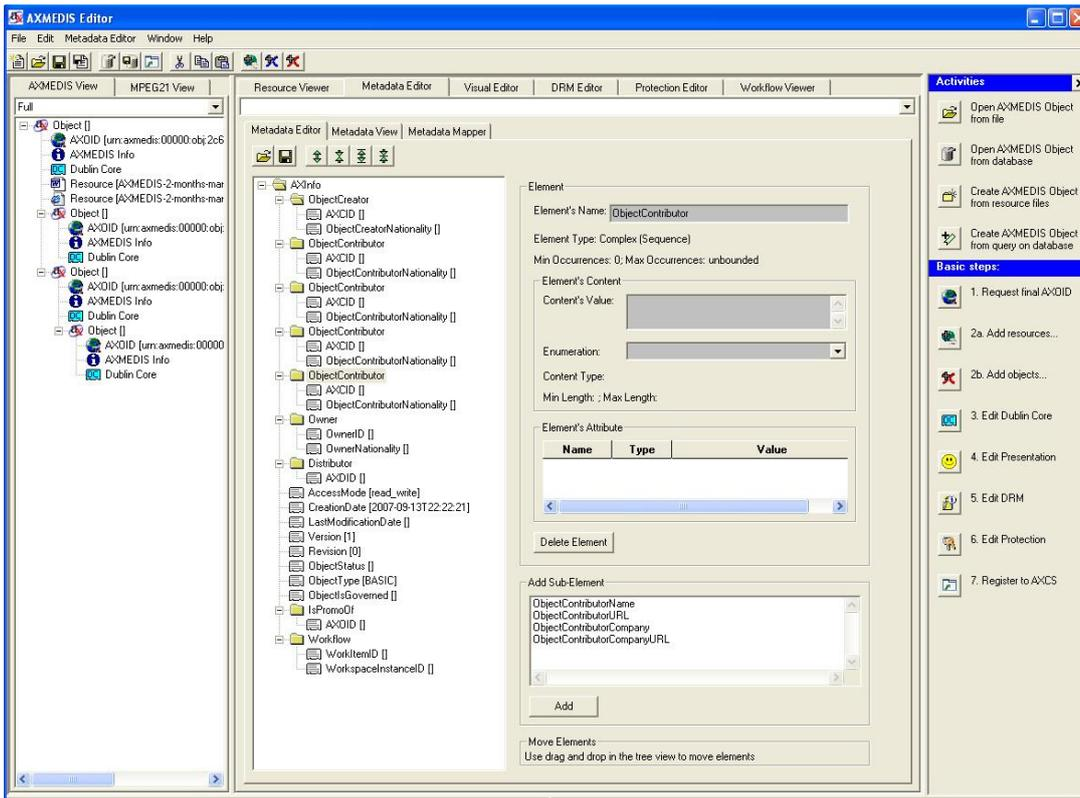 AXMEDIS Editor
File Edit Metadata Editor Window Help
AXMEDIS View MPEG21 View
Full
Object []
AXOID [urn:axmedis:00000:obj:2c6
AXMEDIS Info
Dublin Core
Resource [AXMEDIS-2-months-mar
Resource [AXMEDIS-2-months-mar
Object []
AXOID [urn:axmedis:00000:obj:
AXMEDIS Info
Dublin Core
Object []
AXOID [urn:axmedis:00000:obj:
AXMEDIS Info
Dublin Core
Object []
AXOID [urn:axmedis:00000
AXMEDIS Info
Dublin Core
Resource Viewer Metadata Editor Visual Editor DRM Editor Protection Editor Workflow Viewer
Metadata Editor Metadata View Metadata Mapper
AXInfo
ObjectCreator
AXCID []
ObjectCreatorNationality []
ObjectContributor
AXCID []
ObjectContributorNationality []
ObjectContributor
AXCID []
ObjectContributorNationality []
ObjectContributor
AXCID []
ObjectContributorNationality []
ObjectContributor
AXCID []
ObjectContributorNationality []
Owner
OwnerID []
OwnerNationality []
Distributor
AXDID []
AccessMode [read_write]
CreationDate [2007-09-13T22:22:21]
LastModificationDate []
Version [1]
Revision [0]
ObjectStatus []
ObjectType [BASIC]
ObjectIsGoverned []
IsPromoOf
AXOID []
Workflow
WorkItemID []
WorkspaceInstanceID []
Element
Element's Name: ObjectContributor
Element Type: Complex (Sequence)
Min Occurrences: 0; Max Occurrences: unbounded
Element's Content
Content's Value:
Enumeration:
Content Type:
Min Length: ; Max Length:
Element's Attribute
Name Type Value
Delete Element
Add Sub-Element
ObjectContributorName
ObjectContributorURL
ObjectContributorCompany
ObjectContributorCompanyURL
Add
Move Elements
Use drag and drop in the tree view to move elements
Activities
Open AXMEDIS Object
from file
Open AXMEDIS Object
from database
Create AXMEDIS Object
from resource files
Create AXMEDIS Object
from query on database
Basic steps:
1. Request final AXOID
2a. Add resources...
2b. Add objects...
3. Edit Dublin Core
4. Edit Presentation
5. Edit DRM
6. Edit Protection
7. Register to AXCS